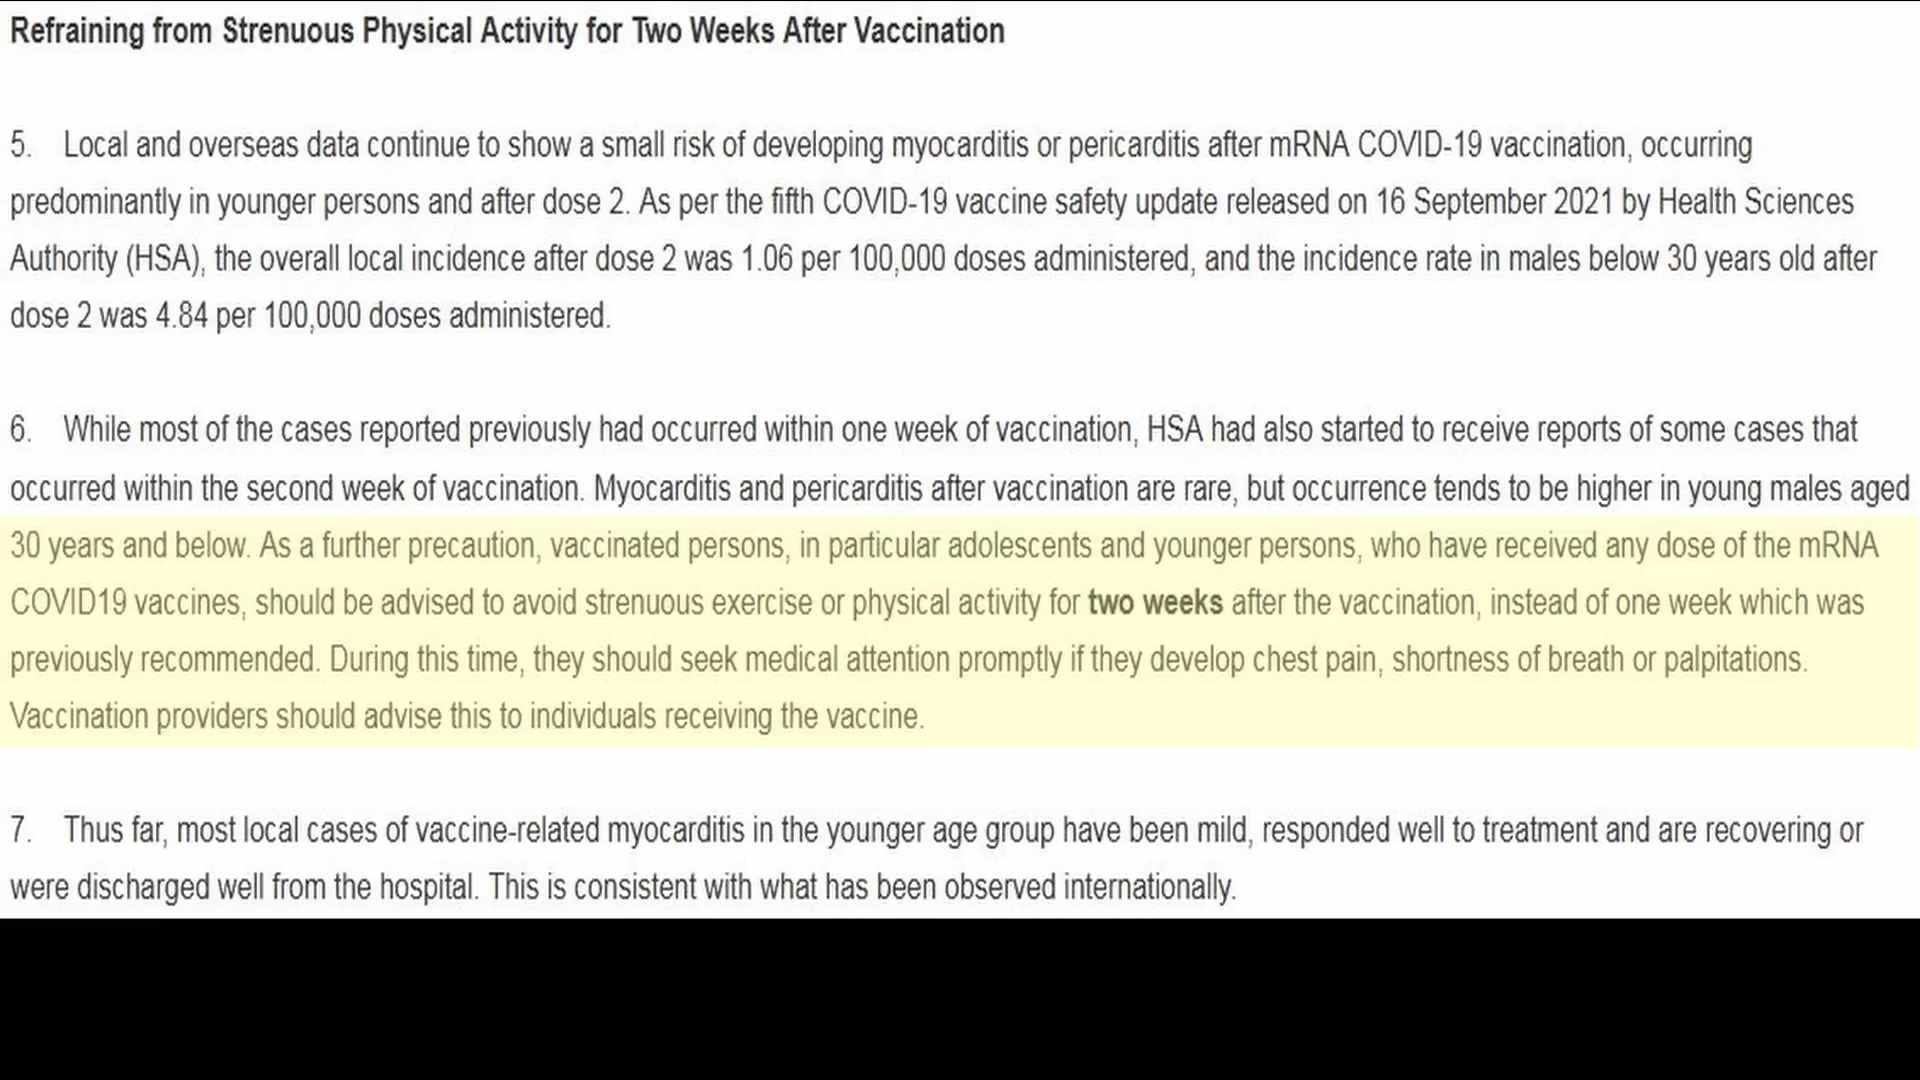 Refraining from Strenuous Physical Activity for Two Weeks After Vaccination
5. Local and overseas data continue to show a small risk of developing myocarditis or pericarditis after mRNA COVID-19 vaccination, occurring
predominantly in younger persons and after dose 2. As per the fifth COVID-19 vaccine safety update released on 16 September 2021 by Health Sciences
Authority (HSA), the overall local incidence after dose 2 was 1.06 per 100,000 doses administered, and the incidence rate in males below 30 years old after
dose 2 was 4.84 per 100,000 doses administered.
6. While most of the cases reported previously had occurred within one week of vaccination, HSA had also started to receive reports of some cases that
occurred within the second week of vaccination. Myocarditis and pericarditis after vaccination are rare, but occurrence tends to be higher in young males aged
30 years and below. As a further precaution, vaccinated persons, in particular adolescents and younger persons, who have received any dose of the mRNA
COVID19 vaccines, should be advised to avoid strenuous exercise or physical activity for two weeks after the vaccination, instead of one week which was
previously recommended. During this time, they should seek medical attention promptly if they develop chest pain, shortness of breath or palpitations.
Vaccination providers should advise this to individuals receiving the vaccine.
7. Thus far, most local cases of vaccine-related myocarditis in the younger age group have been mild, responded well to treatment and are recovering or
were discharged well from the hospital. This is consistent with what has been observed internationally.